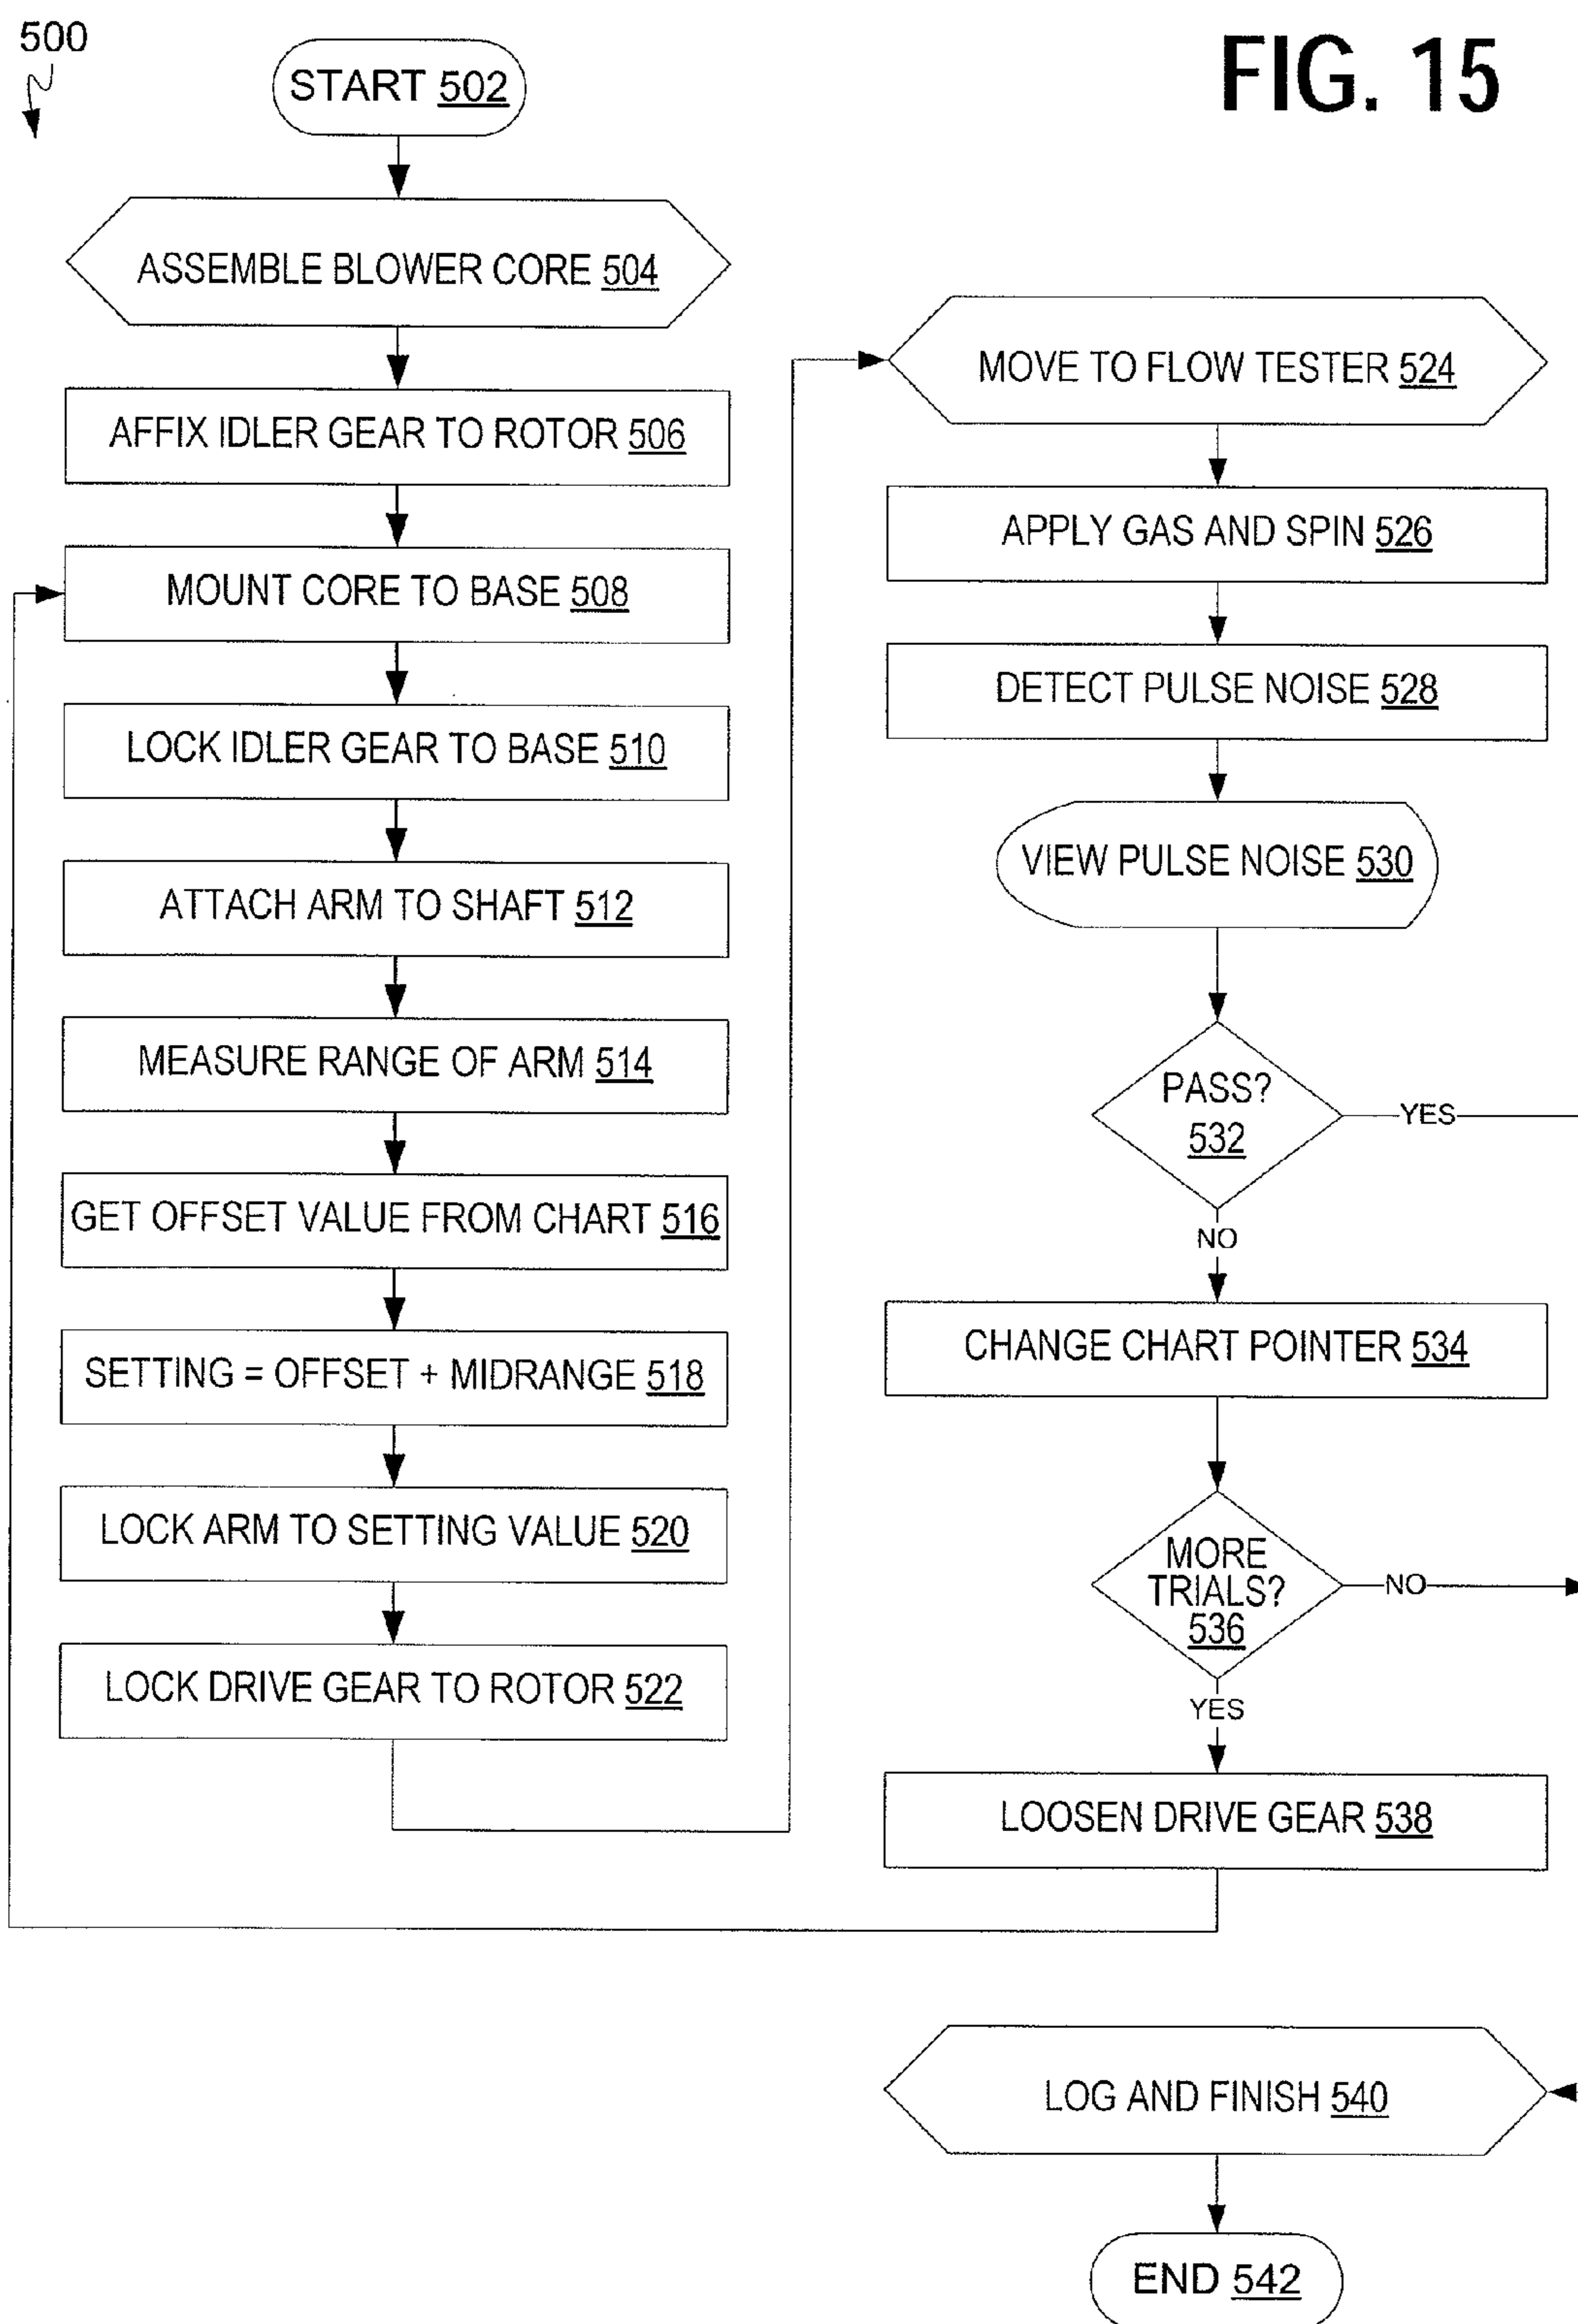 500
FIG. 15
START 502
ASSEMBLE BLOWER CORE 504
AFFIX IDLER GEAR TO ROTOR 506
MOUNT CORE TO BASE 508
LOCK IDLER GEAR TO BASE 510
ATTACH ARM TO SHAFT 512
MEASURE RANGE OF ARM 514
GET OFFSET VALUE FROM CHART 516
SETTING = OFFSET + MIDRANGE 518
LOCK ARM TO SETTING VALUE 520
LOCK DRIVE GEAR TO ROTOR 522
MOVE TO FLOW TESTER 524
APPLY GAS AND SPIN 526
DETECT PULSE NOISE 528
VIEW PULSE NOISE 530
PASS?
532
YES
NO
CHANGE CHART POINTER 534
MORE
TRIALS?
536
NO
YES
LOOSEN DRIVE GEAR 538
LOG AND FINISH 540
END 542